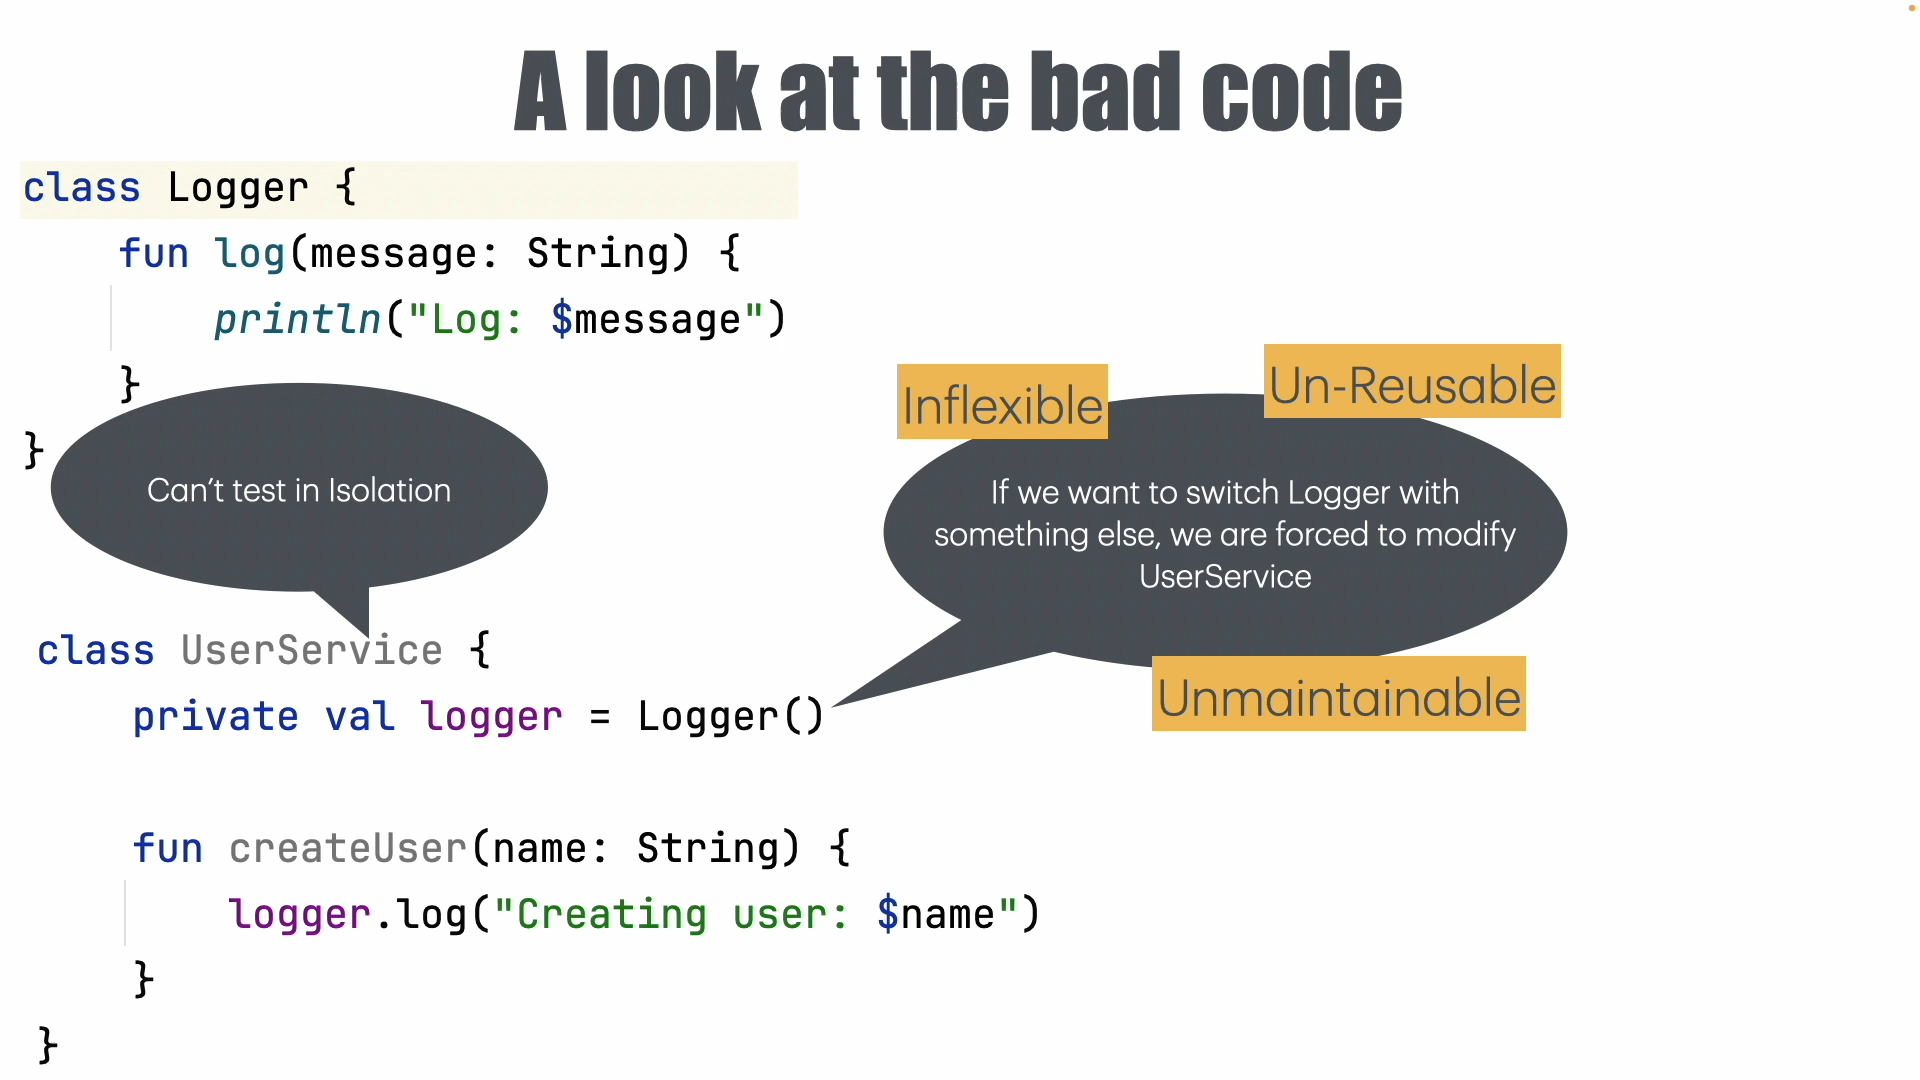 A look at the bad code
class Logger {
    fun log(message: String) {
        println("Log: $message")
    }
}
Can’t test in Isolation
Inflexible
Un-Reusable
If we want to switch Logger with
something else, we are forced to modify
UserService
Unmaintainable
class UserService {
    private val logger = Logger()
    fun createUser(name: String) {
        logger.log("Creating user: $name")
    }
}